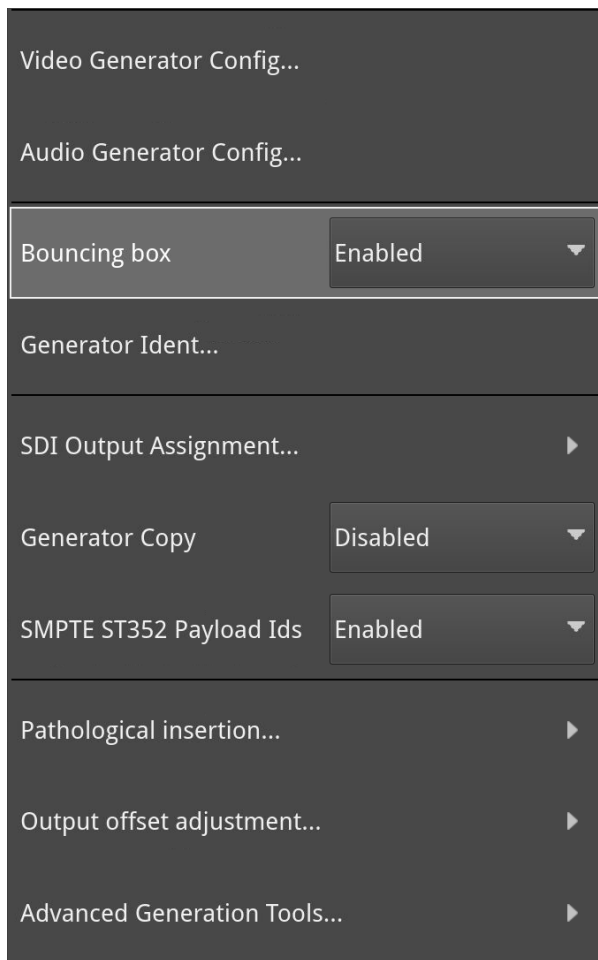 Video Generator Config...
Audio Generator Config...
Bouncing box Enabled
Generator Ident...
SDI Output Assignment...
Generator Copy Disabled
SMPTE ST352 Payload Ids Enabled
Pathological insertion...
Output offset adjustment...
Advanced Generation Tools...